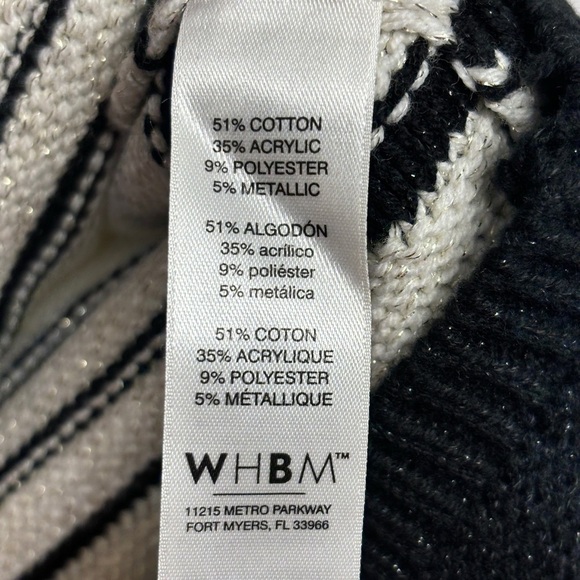 51% COTTON
35% ACRYLIC
9% POLYESTER
5% METALLIC
51% ALGODÓN
35% acrílico
9% poliéster
5% metálica
51% COTON
35% ACRYLIQUE
9% POLYESTER
5% MÉTALLIQUE
WHBM™
11215 METRO PARKWAY
FORT MYERS, FL 33966